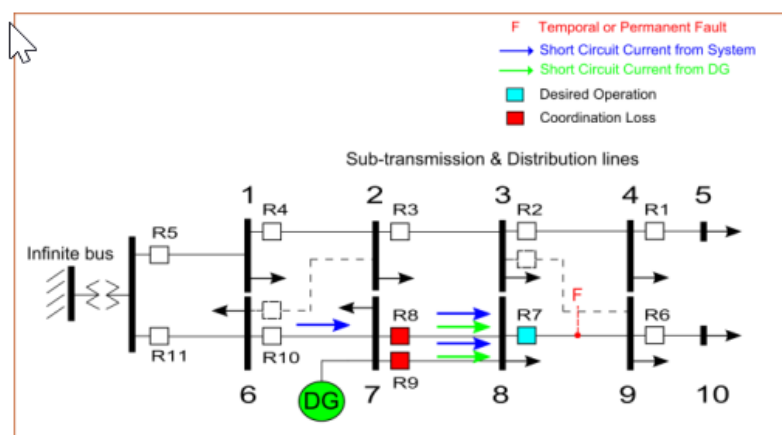 F Temporal or Permanent Fault
Short Circuit Current from System
Short Circuit Current from DG
Desired Operation
Coordination Loss
Sub-transmission & Distribution lines
1 2 3 4 5
R4 R3 R2 R1
R5
Infinite bus
F
R8 R7 R6
R11 R10
R9
DG
6 7 8 9 10